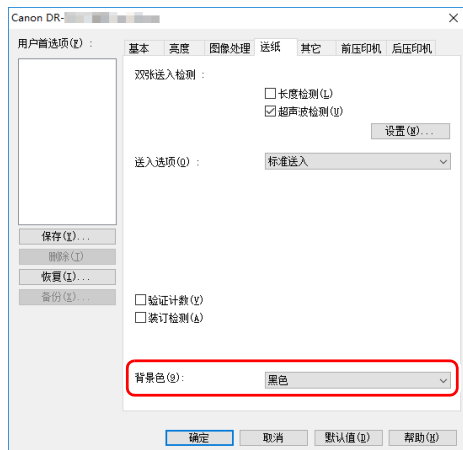 Canon DR-
用户首选项(P) :
保存(I)...
删除(T)
恢复(I)...
备份(I)...
基本 亮度 图像处理 送纸 其它 前压印机 后压印机
双张送入检测 :
长度检测(L)
超声波检测(U)
设置(N)...
送入选项(O) : 标准送入
验证计数(V)
装订检测(A)
背景色(9): 黑色
确定 取消 默认值(D) 帮助(H)